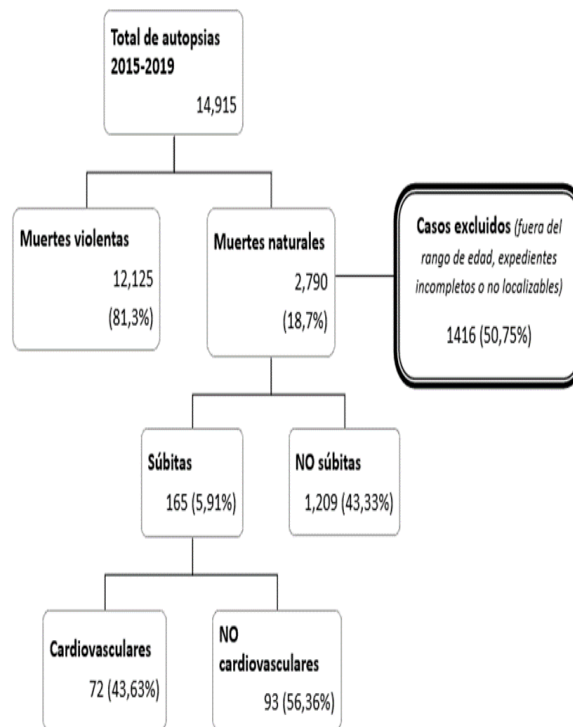 Total de autopsias
2015-2019
14,915
Muertes violentas
12,125
(81,3%)
Muertes naturales
2,790
(18,7%)
Casos excluidos (fuera del
rango de edad, expedientes
incompletos o no localizables)
1416 (50,75%)
Súbitas
165 (5,91%)
NO súbitas
1,209 (43,33%)
Cardiovasculares
72 (43,63%)
NO
cardiovasculares
93 (56,36%)